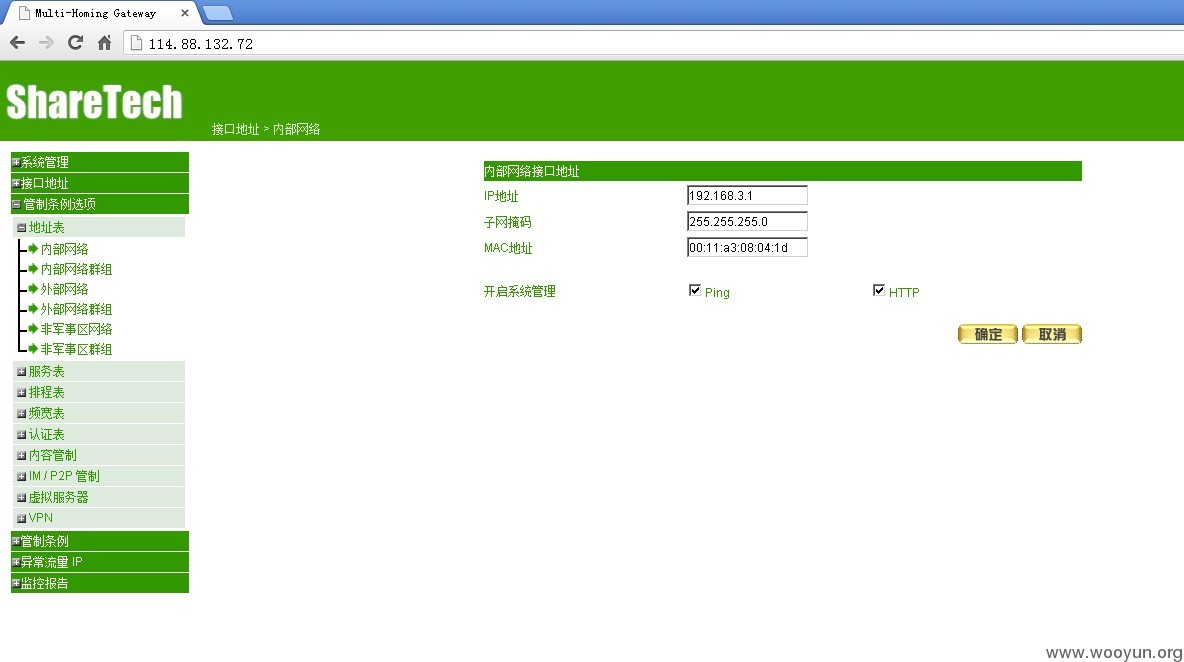 Multi-Homing Gateway
114.88.132.72
ShareTech
接口地址 > 内部网络
系统管理
接口地址
管制条例选项
地址表
内部网络
内部网络群组
外部网络
外部网络群组
非军事区网络
非军事区群组
服务表
排程表
频宽表
认证表
内容管制
IM / P2P 管制
虚拟服务器
VPN
管制条例
异常流量 IP
监控报告
内部网络接口地址
IP地址 192.168.3.1
子网掩码 255.255.255.0
MAC地址 00:11:a3:08:04:1d
开启系统管理 Ping HTTP
确定 取消
www.wooyun.org